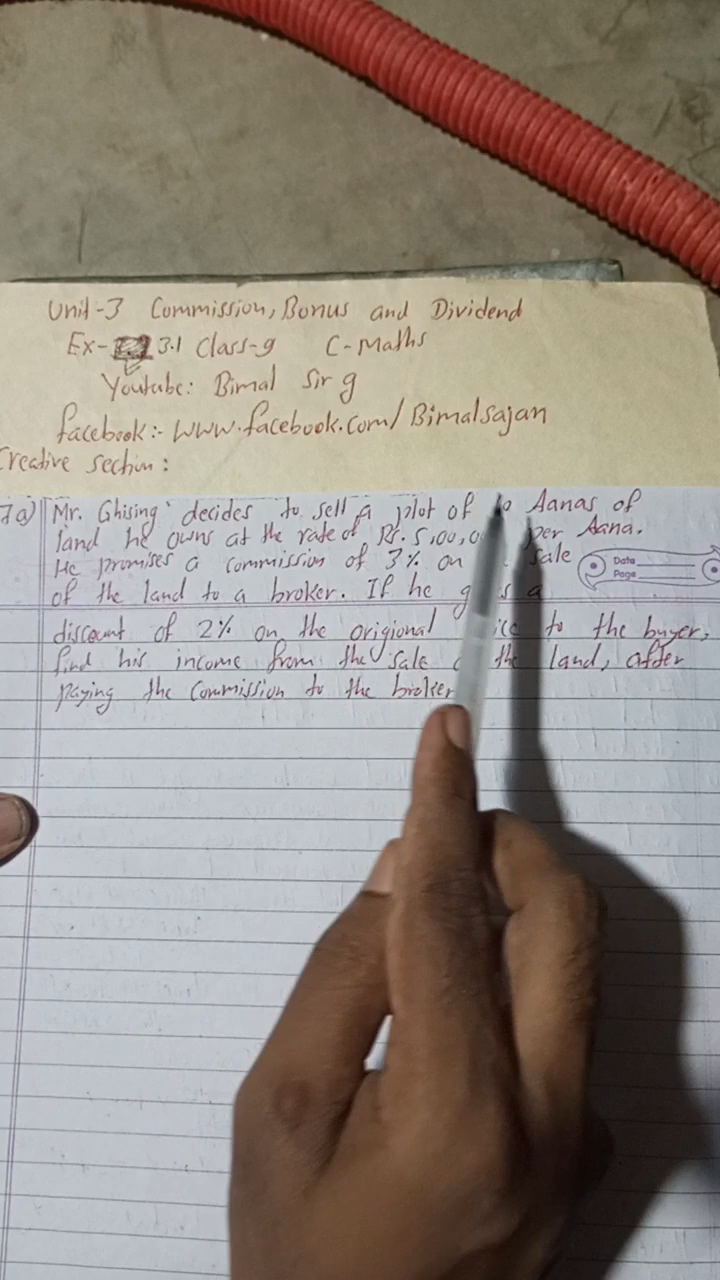 Unit-3 Commission, Bonus and Dividend
Ex- 3.1 Class-9 C-Maths
Youtube: Bimal Sir g
facebook:- www.facebook.com/Bimalsajan
Creative section:
7a) Mr. Ghising decides to sell a plot of Aanas of
land he owns at the rate of Rs. 5,00,0 per Aana.
He promises a commission of 3% on sale
Date
Page
of the land to a broker. If he a
discount of 2% on the origional to the buyer,
find his income from the sale the land, after
paying the Commission to the broker